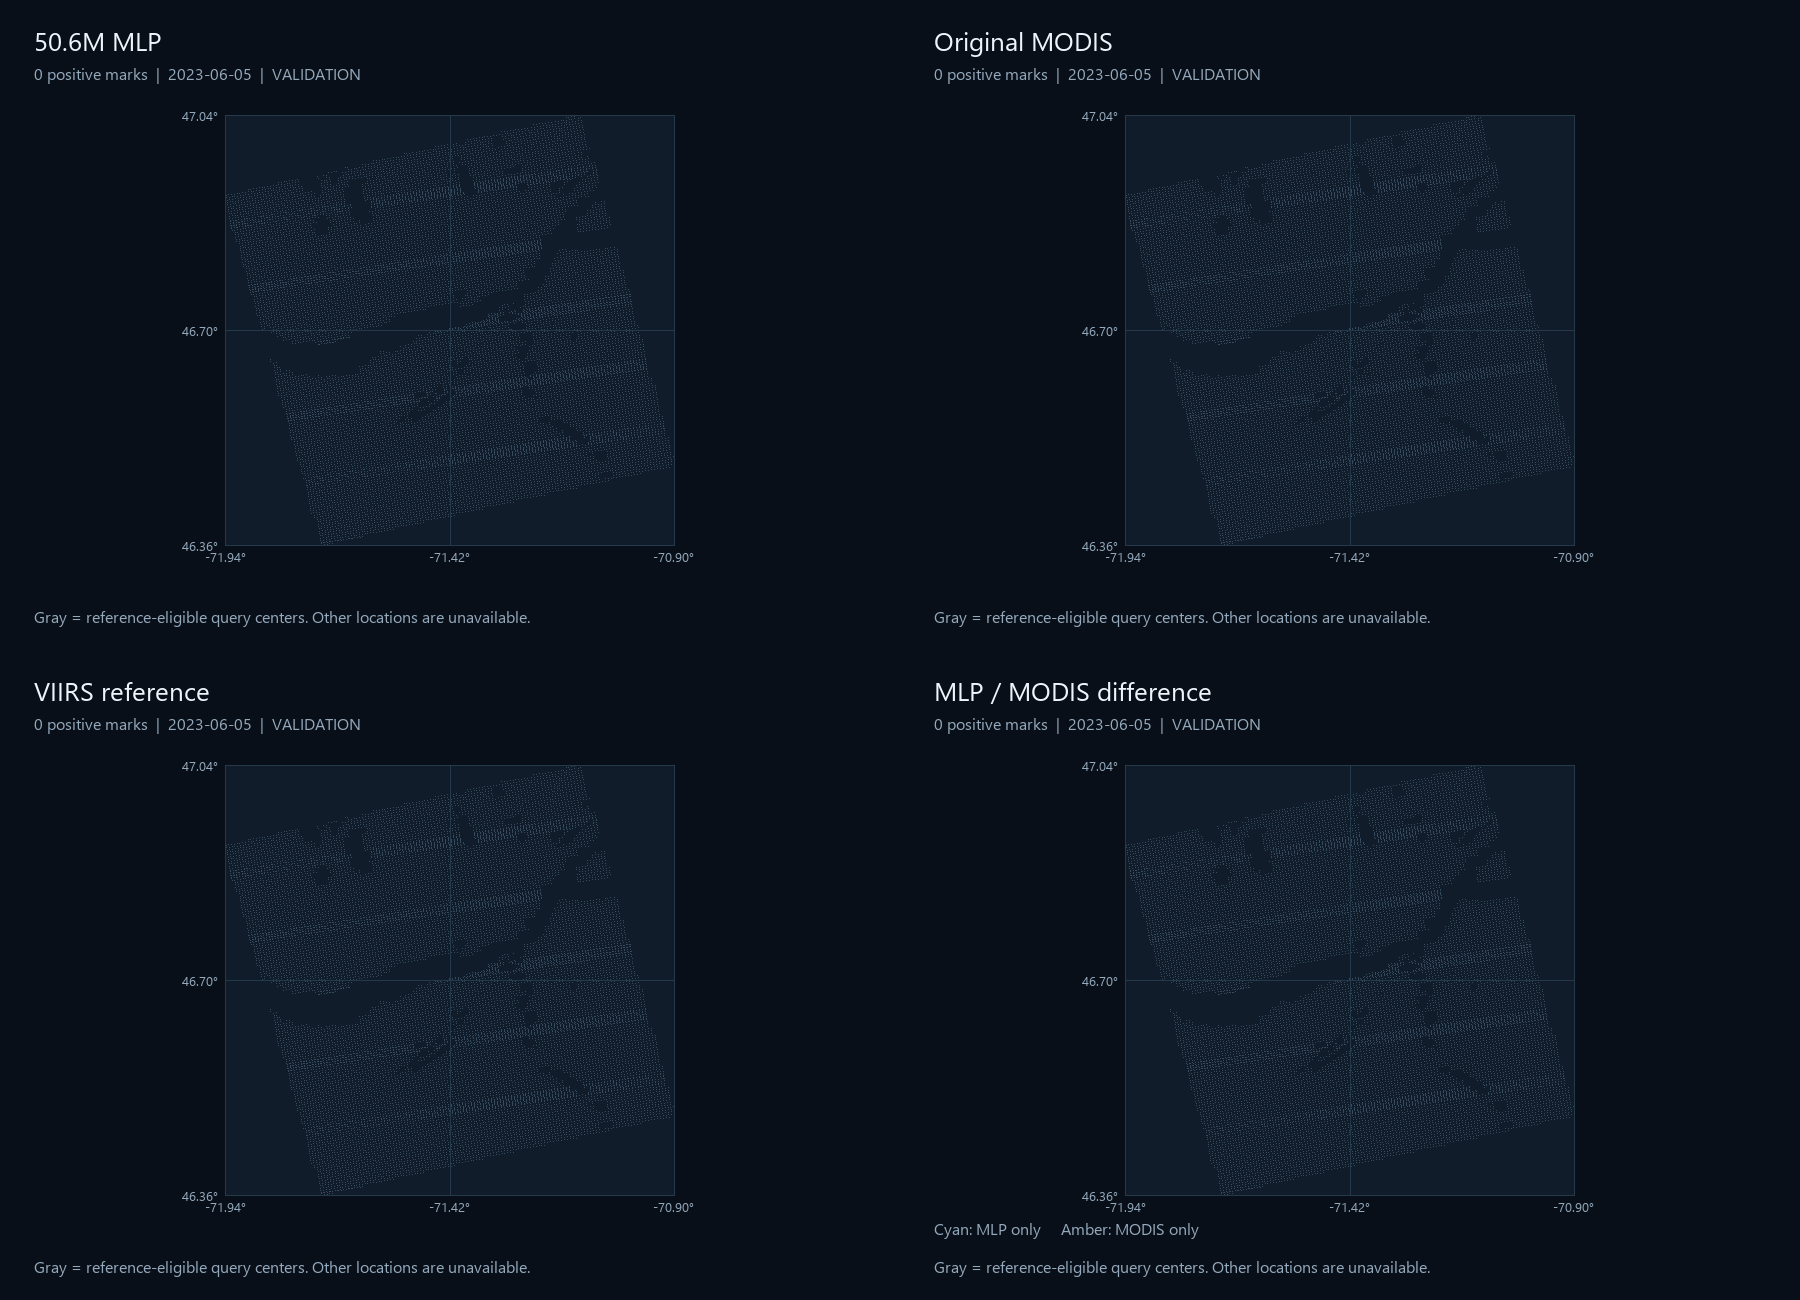 50.6M MLP
0 positive marks | 2023-06-05 | VALIDATION
47.04°
46.70°
46.36°
-71.94°
-71.42°
-70.90°
Gray = reference-eligible query centers. Other locations are unavailable.
Original MODIS
0 positive marks | 2023-06-05 | VALIDATION
47.04°
46.70°
46.36°
-71.94°
-71.42°
-70.90°
Gray = reference-eligible query centers. Other locations are unavailable.
VIIRS reference
0 positive marks | 2023-06-05 | VALIDATION
47.04°
46.70°
46.36°
-71.94°
-71.42°
-70.90°
Gray = reference-eligible query centers. Other locations are unavailable.
MLP / MODIS difference
0 positive marks | 2023-06-05 | VALIDATION
47.04°
46.70°
46.36°
-71.94°
-71.42°
-70.90°
Cyan: MLP only Amber: MODIS only
Gray = reference-eligible query centers. Other locations are unavailable.